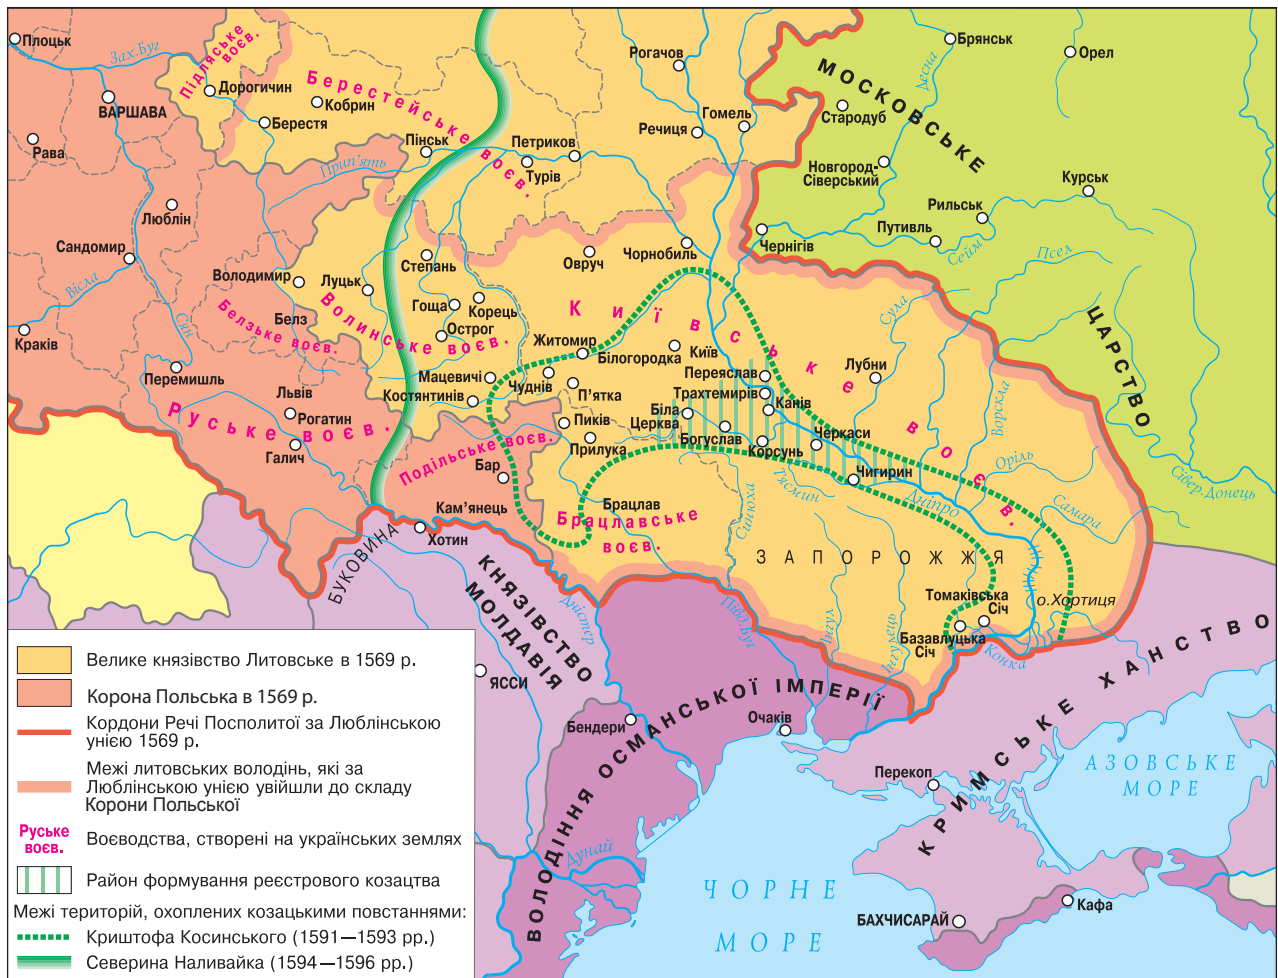 Плоцьк
Зах.Буг
Підляське
воєв.
Дорогичин
ВАРШАВА
Берестейське воєв.
Кобрин
Берестя
Рава
Пінськ
Прип'ять
Петриков
Турів
Рогачов
Речиця
Гомель
Десна
Брянськ
Орел
МОСКОВСЬКЕ
ЦАРСТВО
Стародуб
Новгород-
Сіверський
Курськ
Рильськ
Путивль
Сейм
Псел
Чернігів
Люблін
Сандомир
Вісла
Сян
Краків
Володимир
Луцьк
Степань
Овруч
Чорнобиль
Гоща
Корець
Острог
Белз
Белзьке воєв.
Волинське воєв.
Київське воєв.
Сула
Ворскла
Житомир
Білогородка
Київ
Переяслав
Лубни
Перемишль
Мацевичі
Костянтинів
Чуднів
П'ятка
Трахтемирів
Канів
Львів
Рогатин
Руське воєв.
Галич
Пиків
Прилука
Біла
Церква
Богуслав
Корсунь
Черкаси
Чигирин
Подільське воєв.
Бар
Тясмин
Дніпро
Оріль
Самара
Сівер.Донець
Кам'янець
Хотин
Брацлав
Брацлавське
воєв.
Синюха
ЗАПОРОЖЖЯ
БУКОВИНА
КНЯЗІВСТВО
МОЛДАВІЯ
Дністер
Півд.Буг
Інгул
Інгулець
Томаківська
Січ
Базавлуцька
Січ
о.Хортиця
Конка
ЯССИ
Бендери
Очаків
ВОЛОДІННЯ ОСМАНСЬКОЇ ІМПЕРІЇ
КРИМСЬКЕ ХАНСТВО
Перекоп
АЗОВСЬКЕ
МОРЕ
Дунай
ЧОРНЕ
МОРЕ
БАХЧИСАРАЙ
Кафа
Велике князівство Литовське в 1569 р.
Корона Польська в 1569 р.
Кордони Речі Посполитої за Люблінською
унією 1569 р.
Межі литовських володінь, які за
Люблінською унією увійшли до складу
Корони Польської
Руське
воєв.
Воєводства, створені на українських землях
Район формування реєстрового козацтва
Межі територій, охоплених козацькими повстаннями:
Криштофа Косинського (1591—1593 рр.)
Северина Наливайка (1594—1596 рр.)